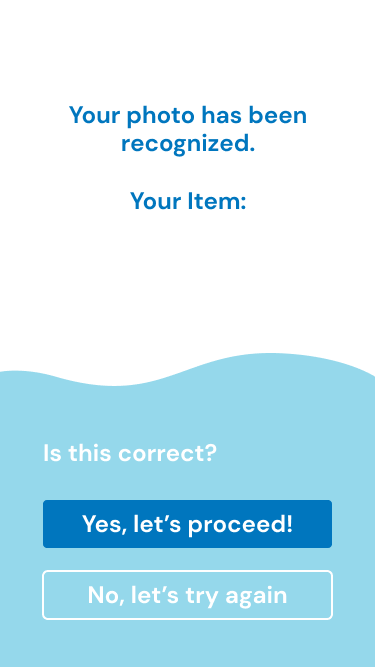 Your photo has been
recognized.
Your Item:
Is this correct?
Yes, let’s proceed!
No, let’s try again